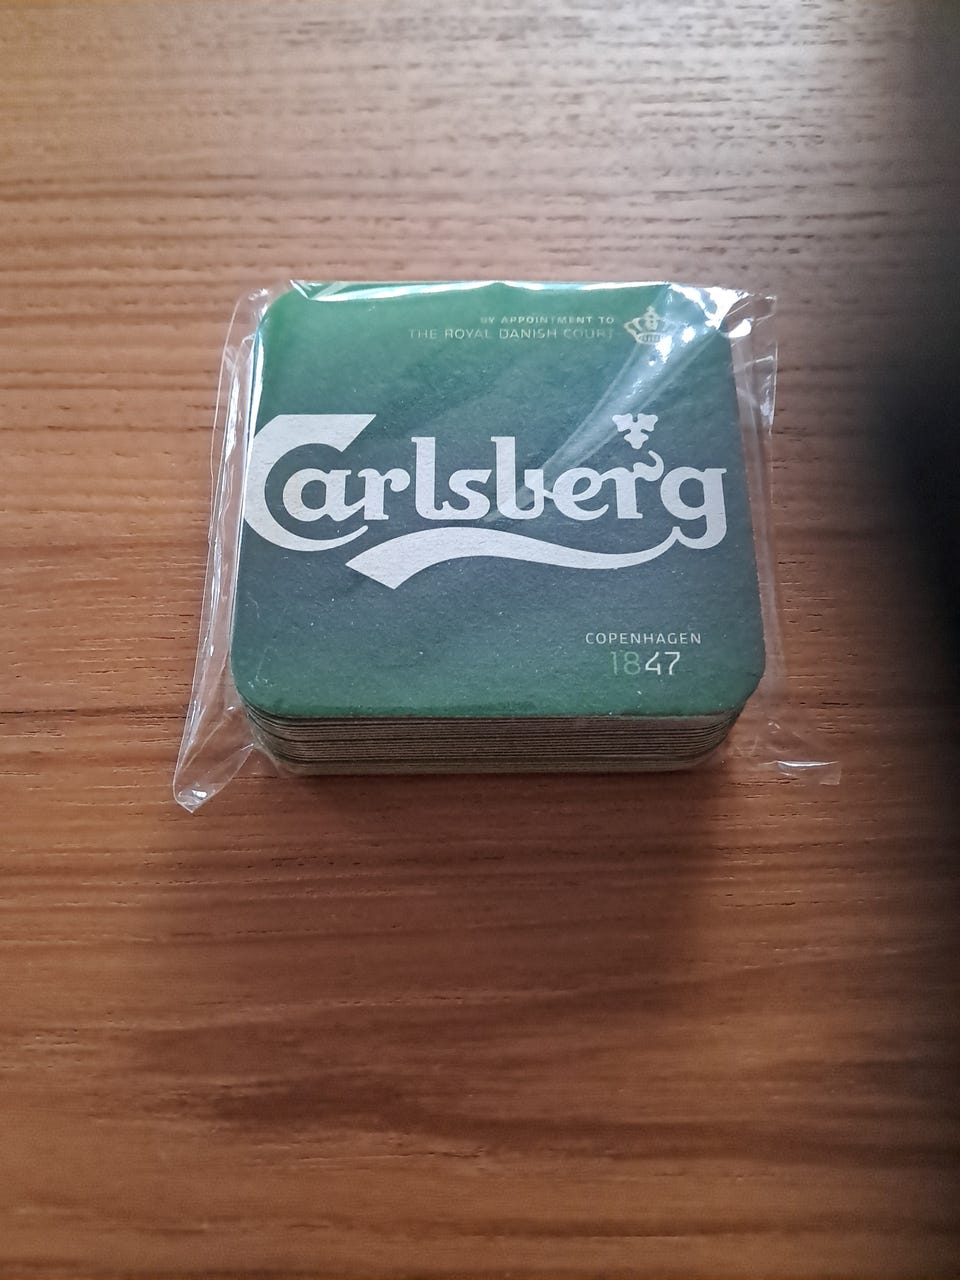 BY APPOINTMENT TO
THE ROYAL DANISH COURT
Carlsberg
COPENHAGEN
1847